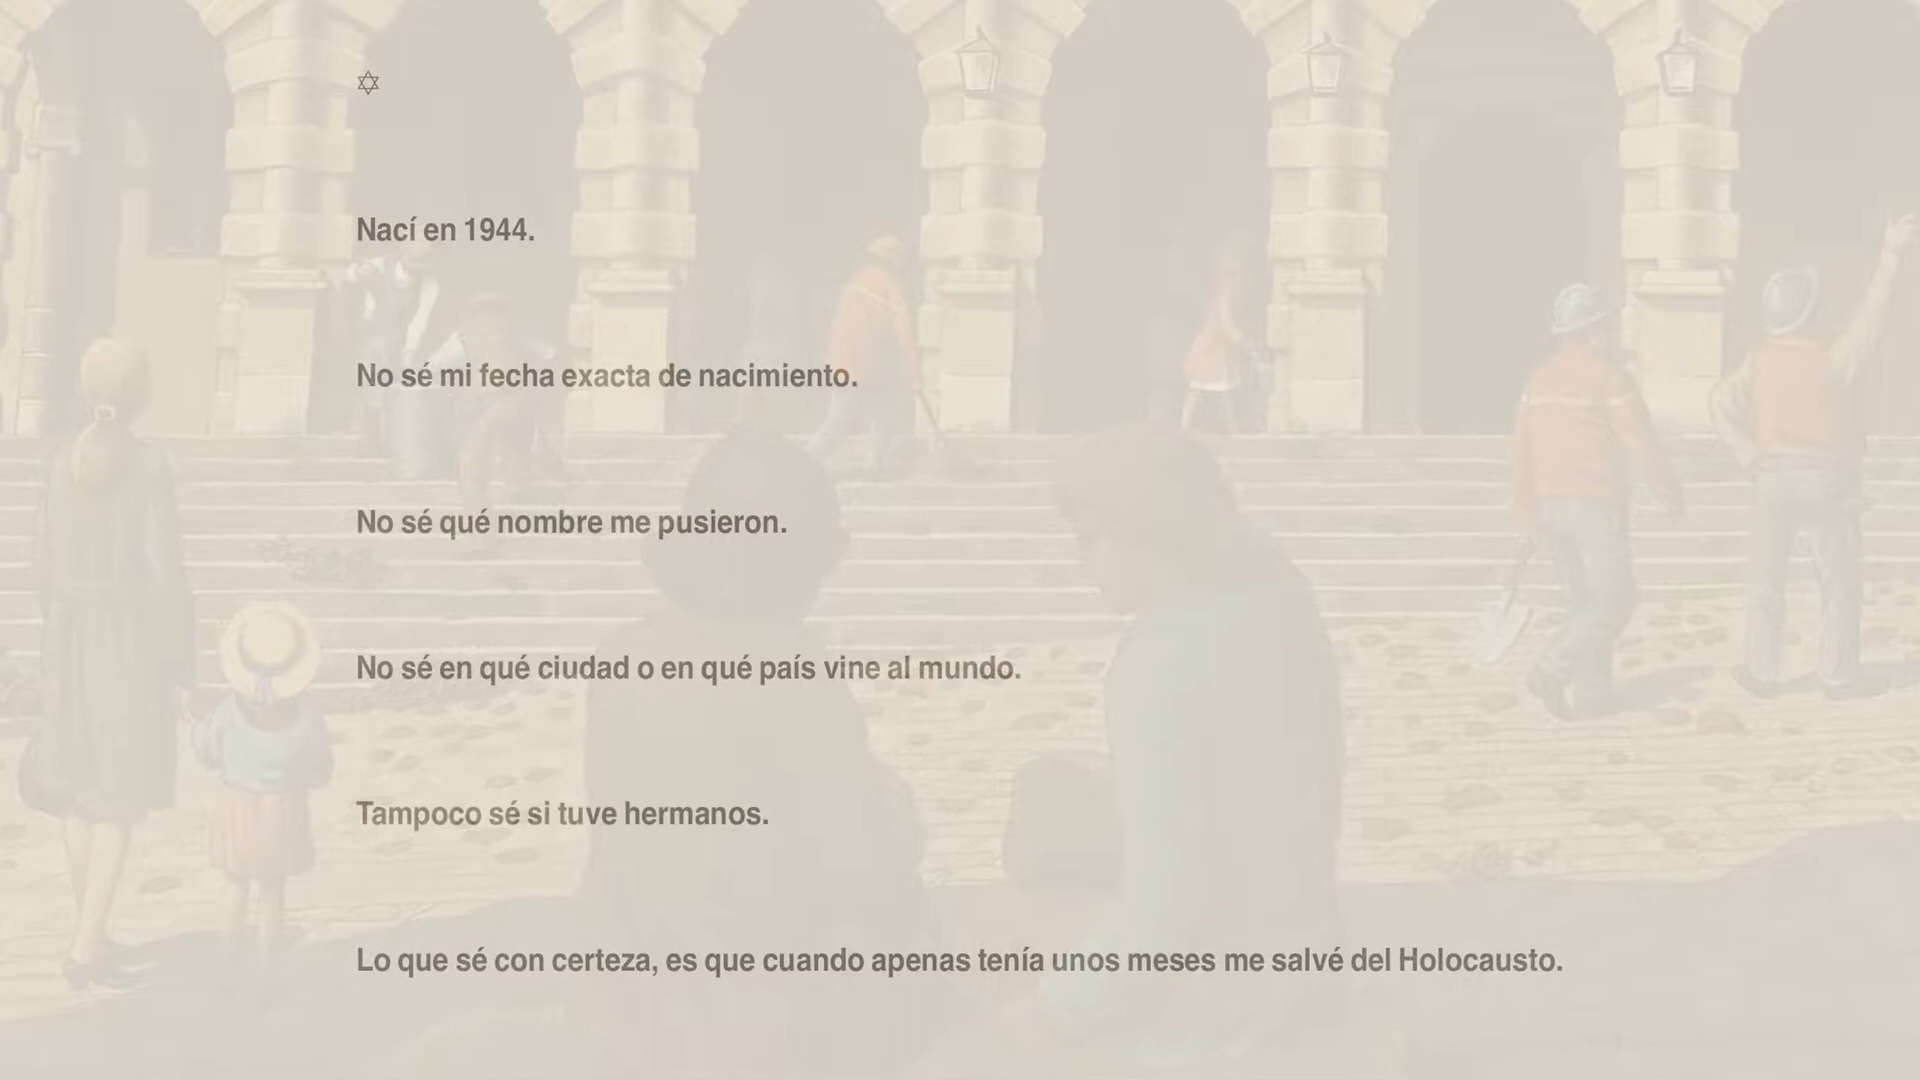 ✡
Nací en 1944.
No sé mi fecha exacta de nacimiento.
No sé qué nombre me pusieron.
No sé en qué ciudad o en qué país vine al mundo.
Tampoco sé si tuve hermanos.
Lo que sé con certeza, es que cuando apenas tenía unos meses me salvé del Holocausto.